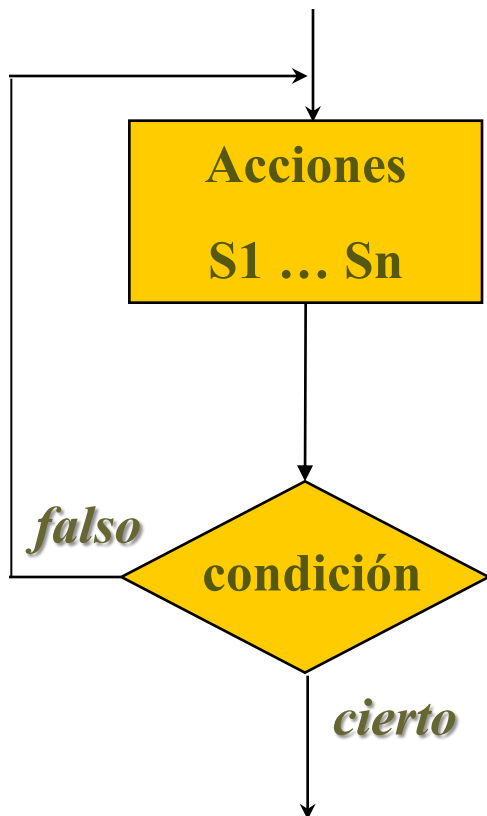 Acciones
S1 … Sn
falso
condición
cierto